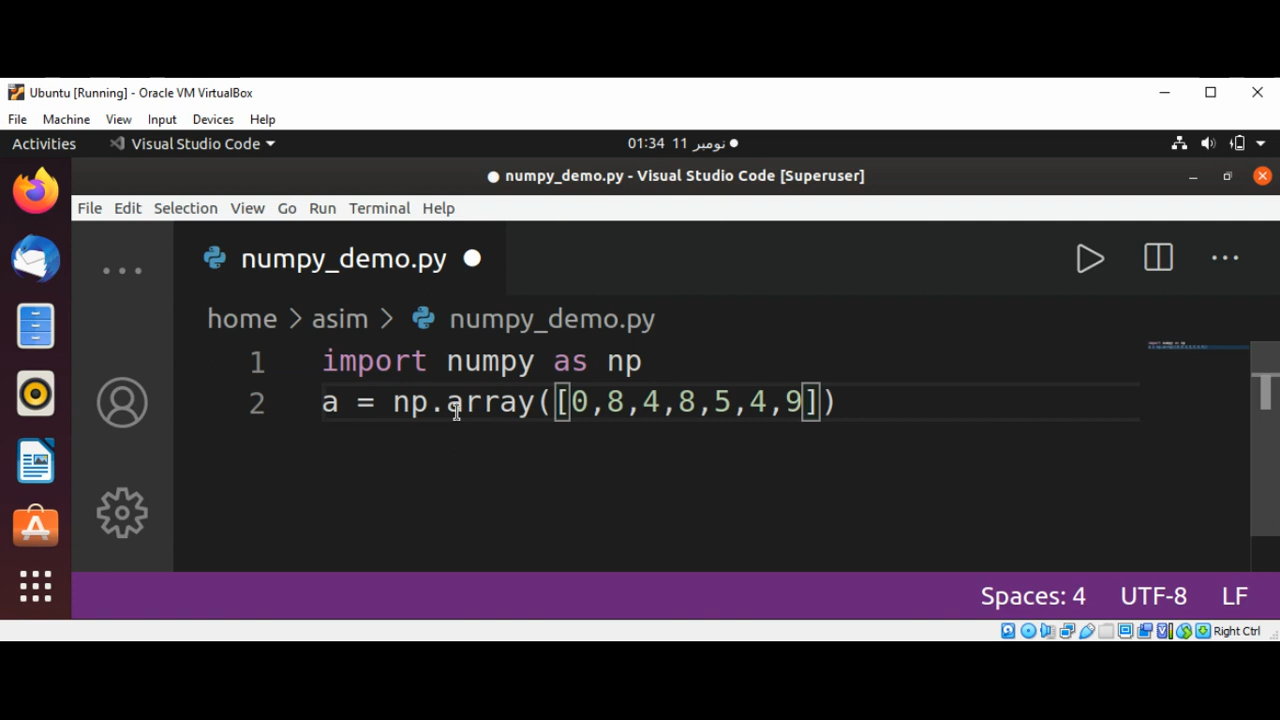 Ubuntu [Running] - Oracle VM VirtualBox
File Machine View Input Devices Help
Activities Visual Studio Code 01:34 11 نومبر
● numpy_demo.py - Visual Studio Code [Superuser]
File Edit Selection View Go Run Terminal Help
numpy_demo.py
home > asim > numpy_demo.py
1 import numpy as np
2 a = np.array([0,8,4,8,5,4,9])
Spaces: 4 UTF-8 LF
Right Ctrl